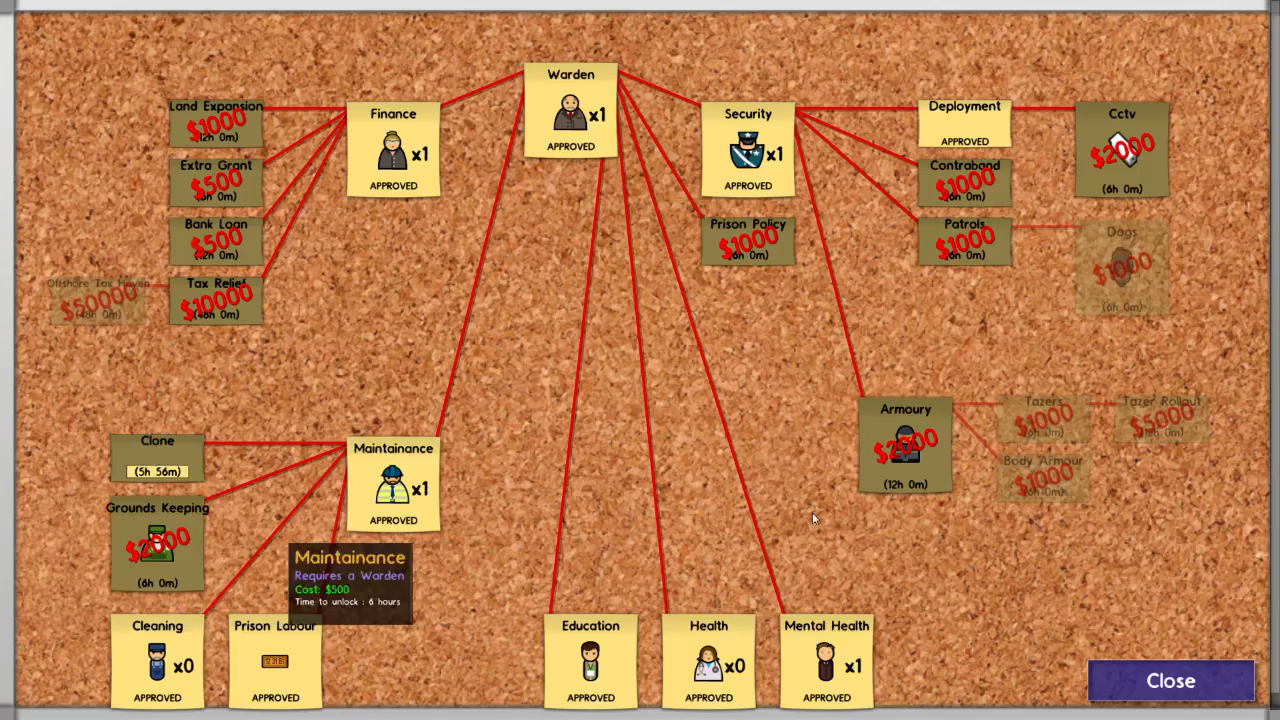 Warden
x1
APPROVED
Land Expansion
$1000
(12h 0m)
Extra Grant
$500
Bank Loan
$500
Tax Relief
$10000
Offshore Tax Haven
$50000
Finance
x1
APPROVED
Security
x1
APPROVED
Prison Policy
$1000
Deployment
APPROVED
Contraband
$1000
Patrols
$1000
Cctv
$2000
(6h 0m)
Dogs
$1000
(6h 0m)
Armoury
$2000
(12h 0m)
Tazers
$1000
Tazer Rollout
$5000
Body Armour
$1000
Clone
(5h 56m)
Grounds Keeping
$2000
(6h 0m)
Maintainance
x1
APPROVED
Maintainance
Requires a Warden
Cost: $500
Time to unlock : 6 hours
Cleaning
x0
APPROVED
Prison Labour
APPROVED
Education
APPROVED
Health
x0
APPROVED
Mental Health
x1
APPROVED
Close